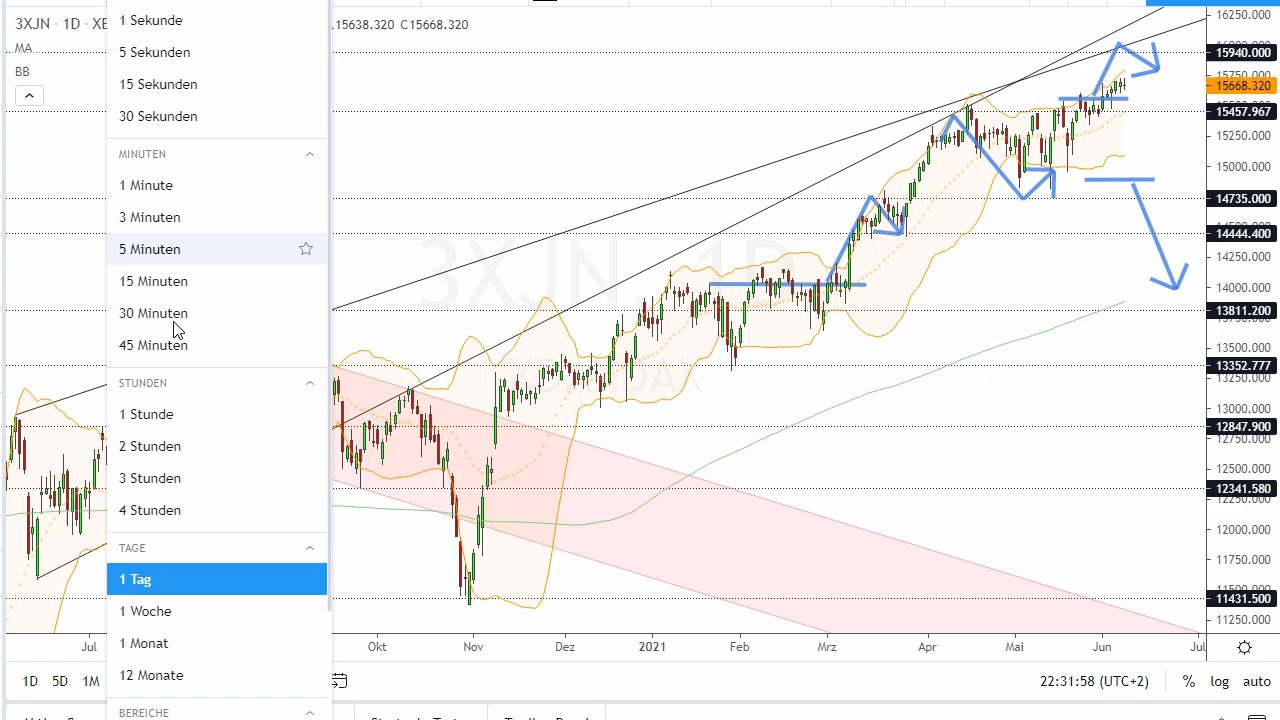 3XJN · 1D · XE
.15638.320 C15668.320
MA
BB
1 Sekunde
5 Sekunden
15 Sekunden
30 Sekunden
MINUTEN
1 Minute
3 Minuten
5 Minuten
15 Minuten
30 Minuten
45 Minuten
STUNDEN
1 Stunde
2 Stunden
3 Stunden
4 Stunden
TAGE
1 Tag
1 Woche
1 Monat
12 Monate
BEREICHE
3XJN, 1D
16250.000
15940.000
15750.000
15668.320
15457.967
15250.000
15000.000
14735.000
14444.400
14250.000
14000.000
13811.200
13500.000
13352.777
13250.000
13000.000
12847.900
12750.000
12500.000
12341.580
12250.000
12000.000
11750.000
11431.500
11250.000
Jul Okt Nov Dez 2021 Feb Mrz Apr Mai Jun Jul
1D 5D 1M
22:31:58 (UTC+2) % log auto